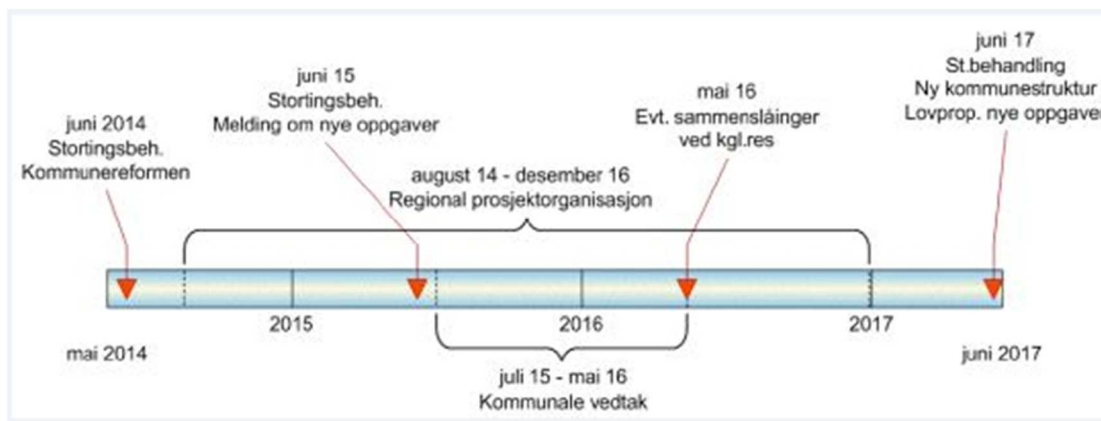 juni 2014
Stortingsbeh.
Kommunereformen
juni 15
Stortingsbeh.
Melding om nye oppgaver
august 14 - desember 16
Regional prosjektorganisasjon
mai 16
Evt. sammenslåinger
ved kgl.res
juni 17
St.behandling
Ny kommunestruktur
Lovprop. nye oppgaver
2015
2016
2017
mai 2014
juni 2017
juli 15 - mai 16
Kommunale vedtak